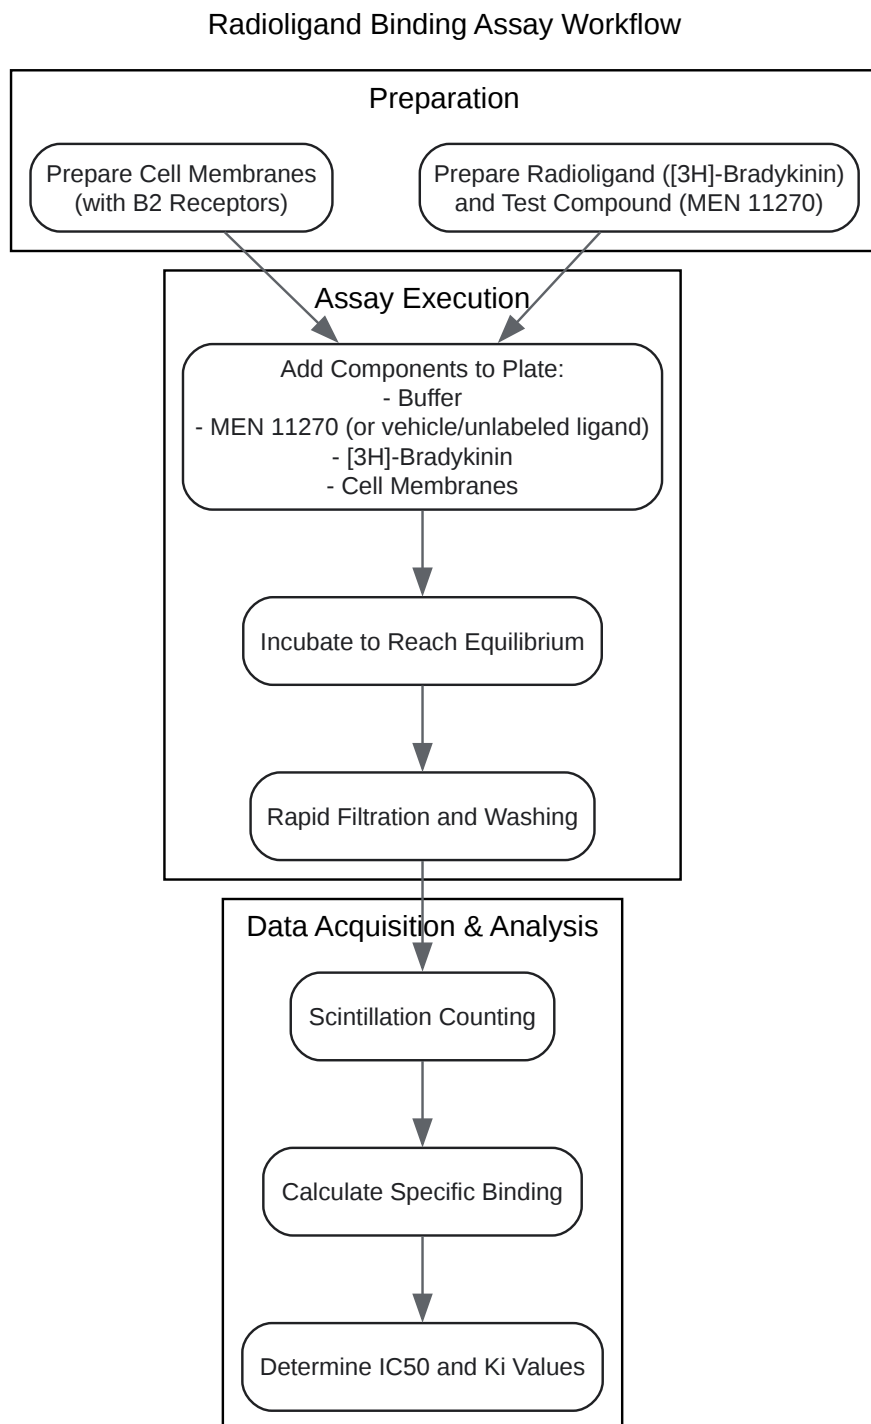 Radioligand Binding Assay Workflow
Preparation
Prepare Cell Membranes
(with B2 Receptors)
Prepare Radioligand ([3H]-Bradykinin)
and Test Compound (MEN 11270)
Assay Execution
Add Components to Plate:
- Buffer
- MEN 11270 (or vehicle/unlabeled ligand)
- [3H]-Bradykinin
- Cell Membranes
Incubate to Reach Equilibrium
Rapid Filtration and Washing
Data Acquisition & Analysis
Scintillation Counting
Calculate Specific Binding
Determine IC50 and Ki Values